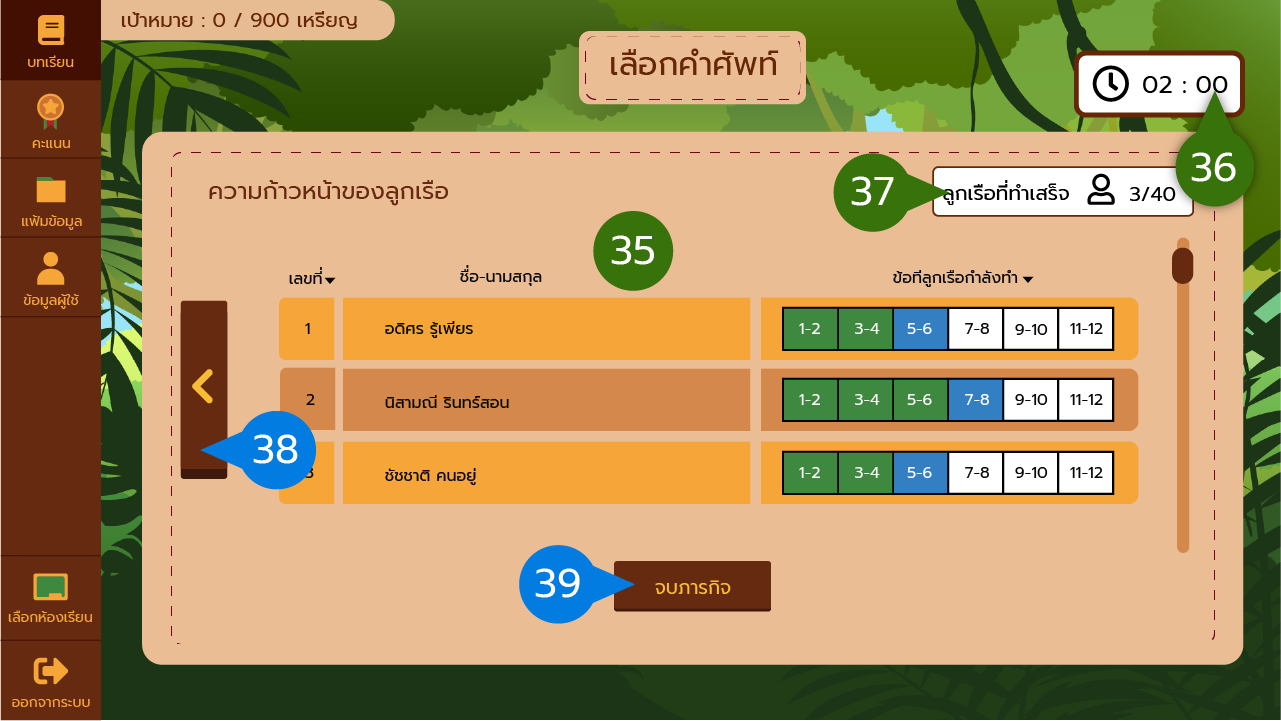 เป้าหมาย : 0 / 900 เหรียญ
บทเรียน
คะแนน
แฟ้มข้อมูล
ข้อมูลผู้ใช้
เลือกห้องเรียน
ออกจากระบบ
เลือกคำศัพท์
02 : 00
36
ความก้าวหน้าของลูกเรือ
37
ลูกเรือที่ทำเสร็จ 3/40
35
เลขที่ ชื่อ-นามสกุล ข้อที่ลูกเรือกำลังทำ
1 อดิศร รู้เพียร 1-2 3-4 5-6 7-8 9-10 11-12
2 นิสามณี รินทร์สอน 1-2 3-4 5-6 7-8 9-10 11-12
38
3 ชัชชาติ คนอยู่ 1-2 3-4 5-6 7-8 9-10 11-12
39
จบภารกิจ